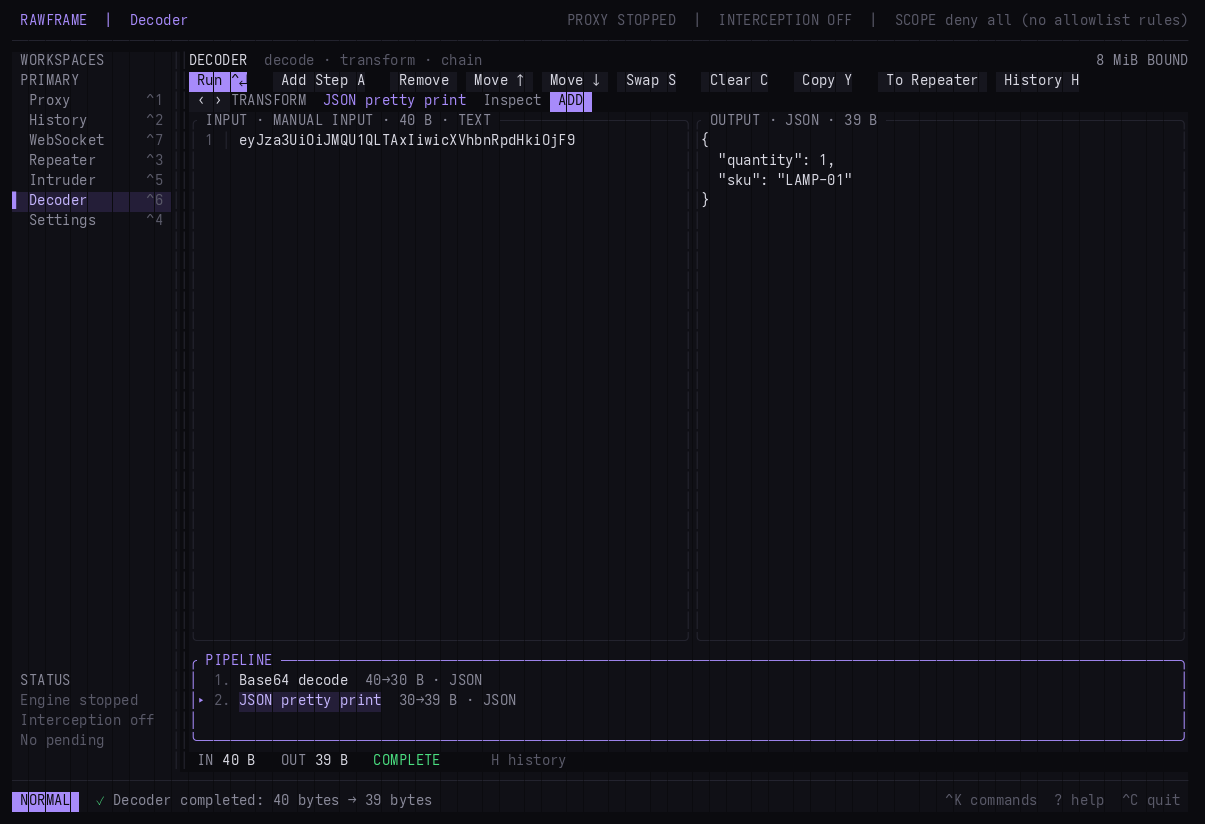 RAWFRAME | Decoder PROXY STOPPED | INTERCEPTION OFF | SCOPE deny all (no allowlist rules)
WORKSPACES
PRIMARY
Proxy ^1
History ^2
WebSocket ^7
Repeater ^3
Intruder ^5
Decoder ^6
Settings ^4
STATUS
Engine stopped
Interception off
No pending
DECODER decode · transform · chain 8 MiB BOUND
Run ^↵ Add Step A Remove Move ↑ Move ↓ Swap S Clear C Copy Y To Repeater History H
‹ › TRANSFORM JSON pretty print Inspect ADD
INPUT · MANUAL INPUT · 40 B · TEXT
1 eyJza3UiOiJMQU1QLTAxIiwicXVhbnRpdHkiOjF9
OUTPUT · JSON · 39 B
{
"quantity": 1,
"sku": "LAMP-01"
}
PIPELINE
1. Base64 decode 40→30 B · JSON
▸ 2. JSON pretty print 30→39 B · JSON
IN 40 B OUT 39 B COMPLETE H history
NORMAL ✓ Decoder completed: 40 bytes → 39 bytes ^K commands ? help ^C quit